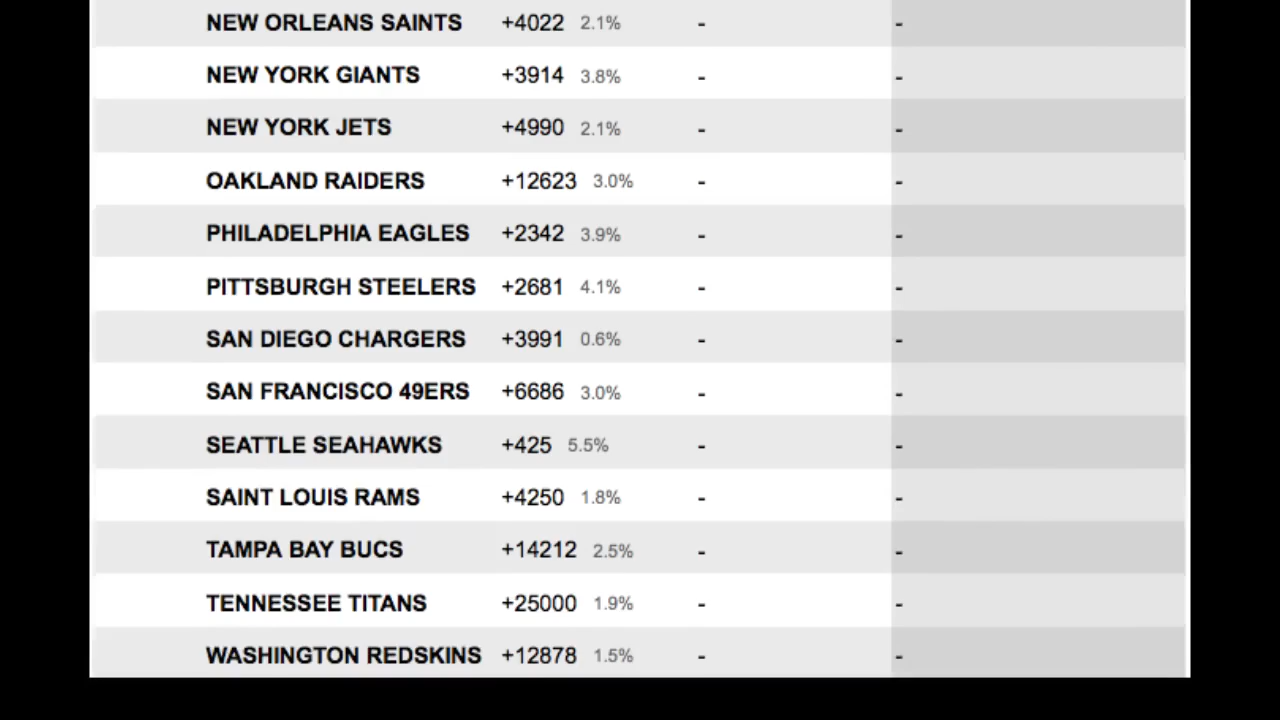 NEW ORLEANS SAINTS +4022 2.1% - -
NEW YORK GIANTS +3914 3.8% - -
NEW YORK JETS +4990 2.1% - -
OAKLAND RAIDERS +12623 3.0% - -
PHILADELPHIA EAGLES +2342 3.9% - -
PITTSBURGH STEELERS +2681 4.1% - -
SAN DIEGO CHARGERS +3991 0.6% - -
SAN FRANCISCO 49ERS +6686 3.0% - -
SEATTLE SEAHAWKS +425 5.5% - -
SAINT LOUIS RAMS +4250 1.8% - -
TAMPA BAY BUCS +14212 2.5% - -
TENNESSEE TITANS +25000 1.9% - -
WASHINGTON REDSKINS +12878 1.5% - -